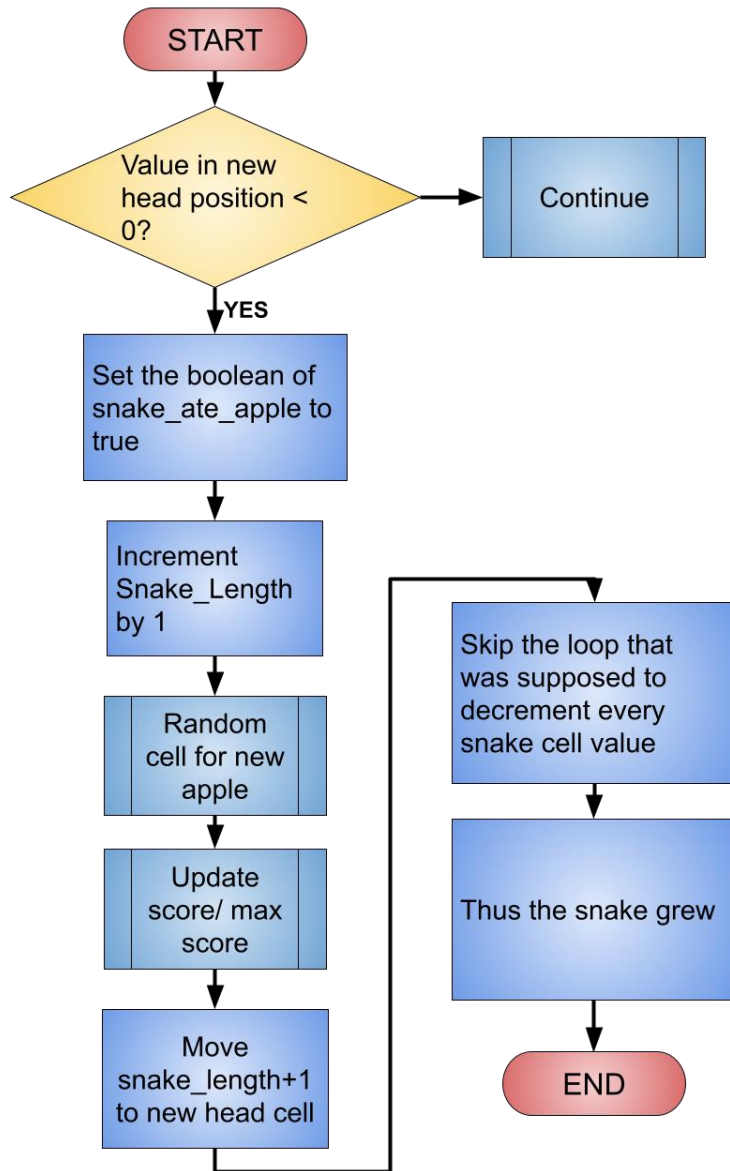 START
Value in new
head position <
0?
Continue
YES
Set the boolean of
snake_ate_apple to
true
Increment
Snake_Length
by 1
Random
cell for new
apple
Update
score/ max
score
Move
snake_length+1
to new head cell
Skip the loop that
was supposed to
decrement every
snake cell value
Thus the snake grew
END